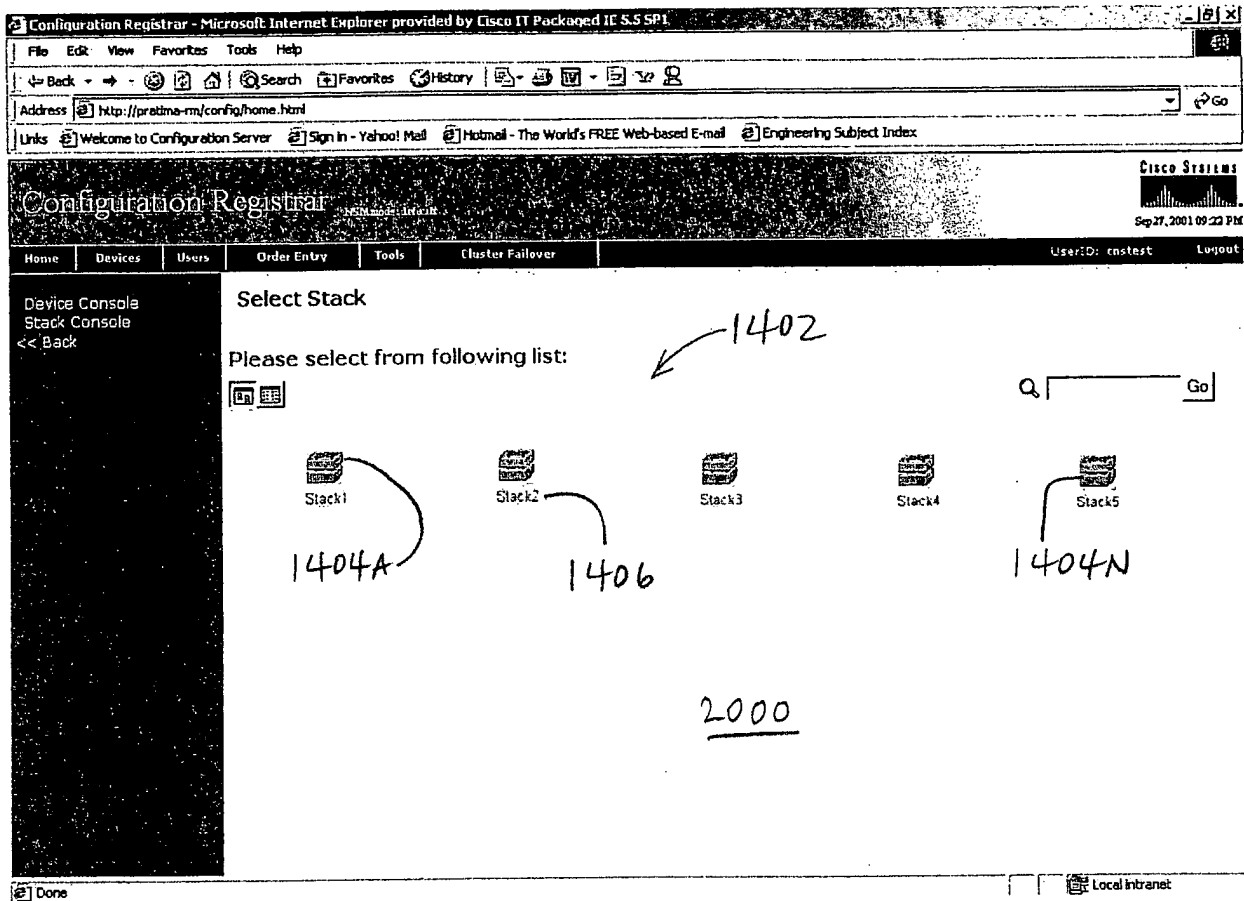 Configuration Registrar - Microsoft Internet Explorer provided by Cisco IT Packaged IE 5.5 SP1
File Edit View Favorites Tools Help
Back Search Favorites History
Address http://pratima-rm/config/home.html Go
Links Welcome to Configuration Server Sign in - Yahoo! Mail Hotmail - The World's FREE Web-based E-mail Engineering Subject Index
CISCO SYSTEMS
Configuration Registrar
Sep 27, 2001 09:22 PM
Home Devices Users Order Entry Tools Cluster Failover UserID: cnstest Logout
Device Console
Stack Console
<< Back
Select Stack
1402
Please select from following list:
Go
Stack1 Stack2 Stack3 Stack4 Stack5
1404A 1406 1404N
2000
Done Local intranet